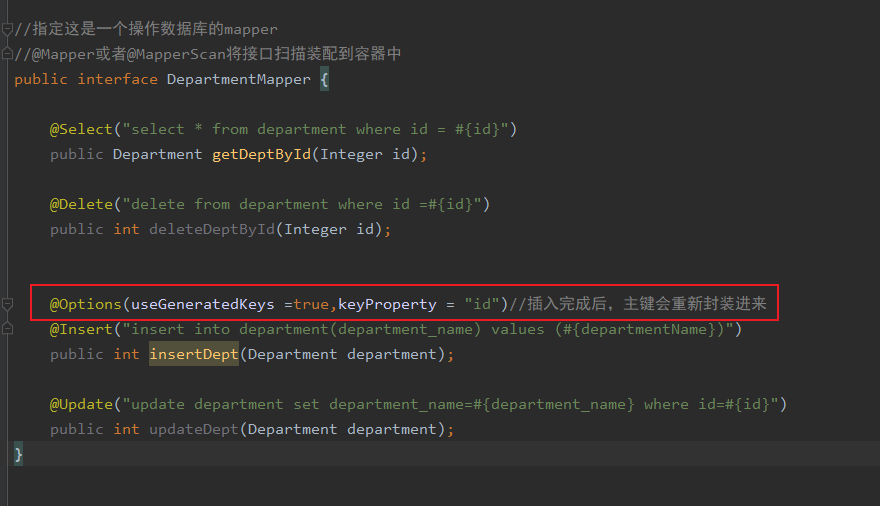 //指定这是一个操作数据库的mapper
//@Mapper或者@MapperScan将接口扫描装配到容器中
public interface DepartmentMapper {
@Select("select * from department where id = #{id}")
public Department getDeptById(Integer id);
@Delete("delete from department where id =#{id}")
public int deleteDeptById(Integer id);
@Options(useGeneratedKeys =true,keyProperty = "id")//插入完成后，主键会重新封装进来
@Insert("insert into department(department_name) values (#{departmentName})")
public int insertDept(Department department);
@Update("update department set department_name=#{department_name} where id=#{id}")
public int updateDept(Department department);
}